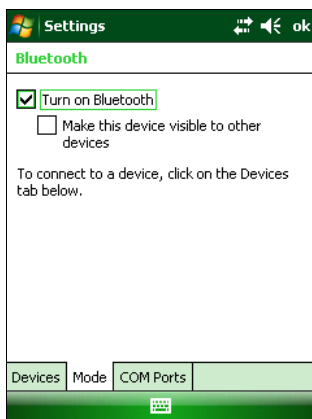 Settings
ok
Bluetooth
Turn on Bluetooth
Make this device visible to other
devices
To connect to a device, click on the Devices
tab below.
Devices
Mode
COM Ports